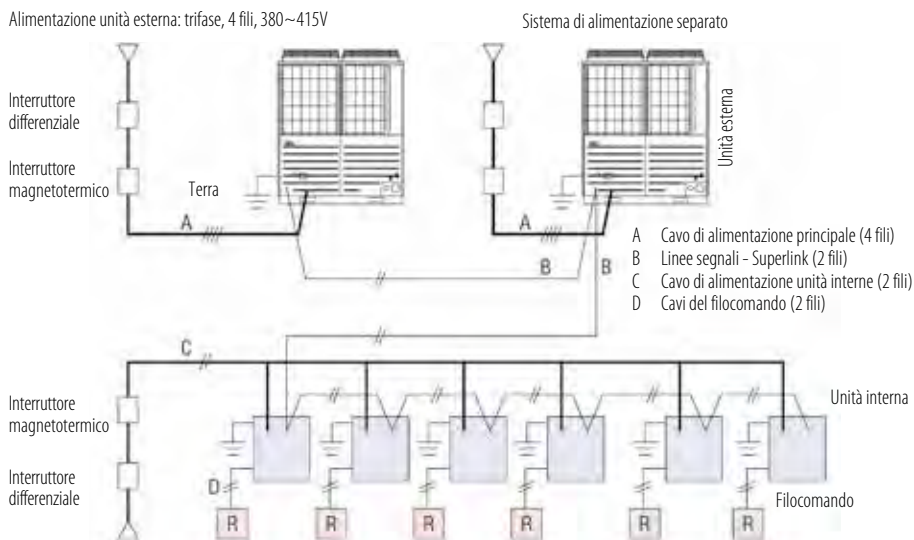 Alimentazione unità esterna: trifase, 4 fili, 380~415V
Sistema di alimentazione separato
Interruttore
differenziale
Interruttore
magnetotermico
Terra
Unità esterna
A
A
B
B
A Cavo di alimentazione principale (4 fili)
B Linee segnali - Superlink (2 fili)
C Cavo di alimentazione unità interne (2 fili)
D Cavi del filocomando (2 fili)
C
Interruttore
magnetotermico
Unità interna
Interruttore
differenziale
D
Filocomando
R
R
R
R
R
R